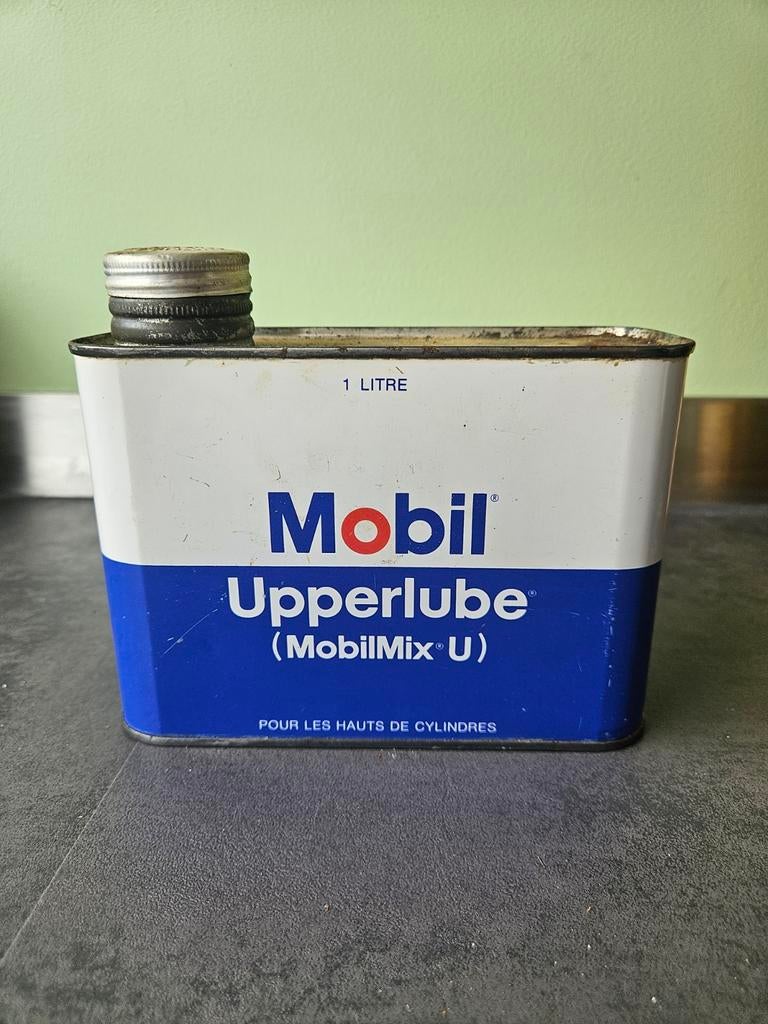 1 LITRE
Mobil®
Upperlube®
(MobilMix® U)
POUR LES HAUTS DE CYLINDRES